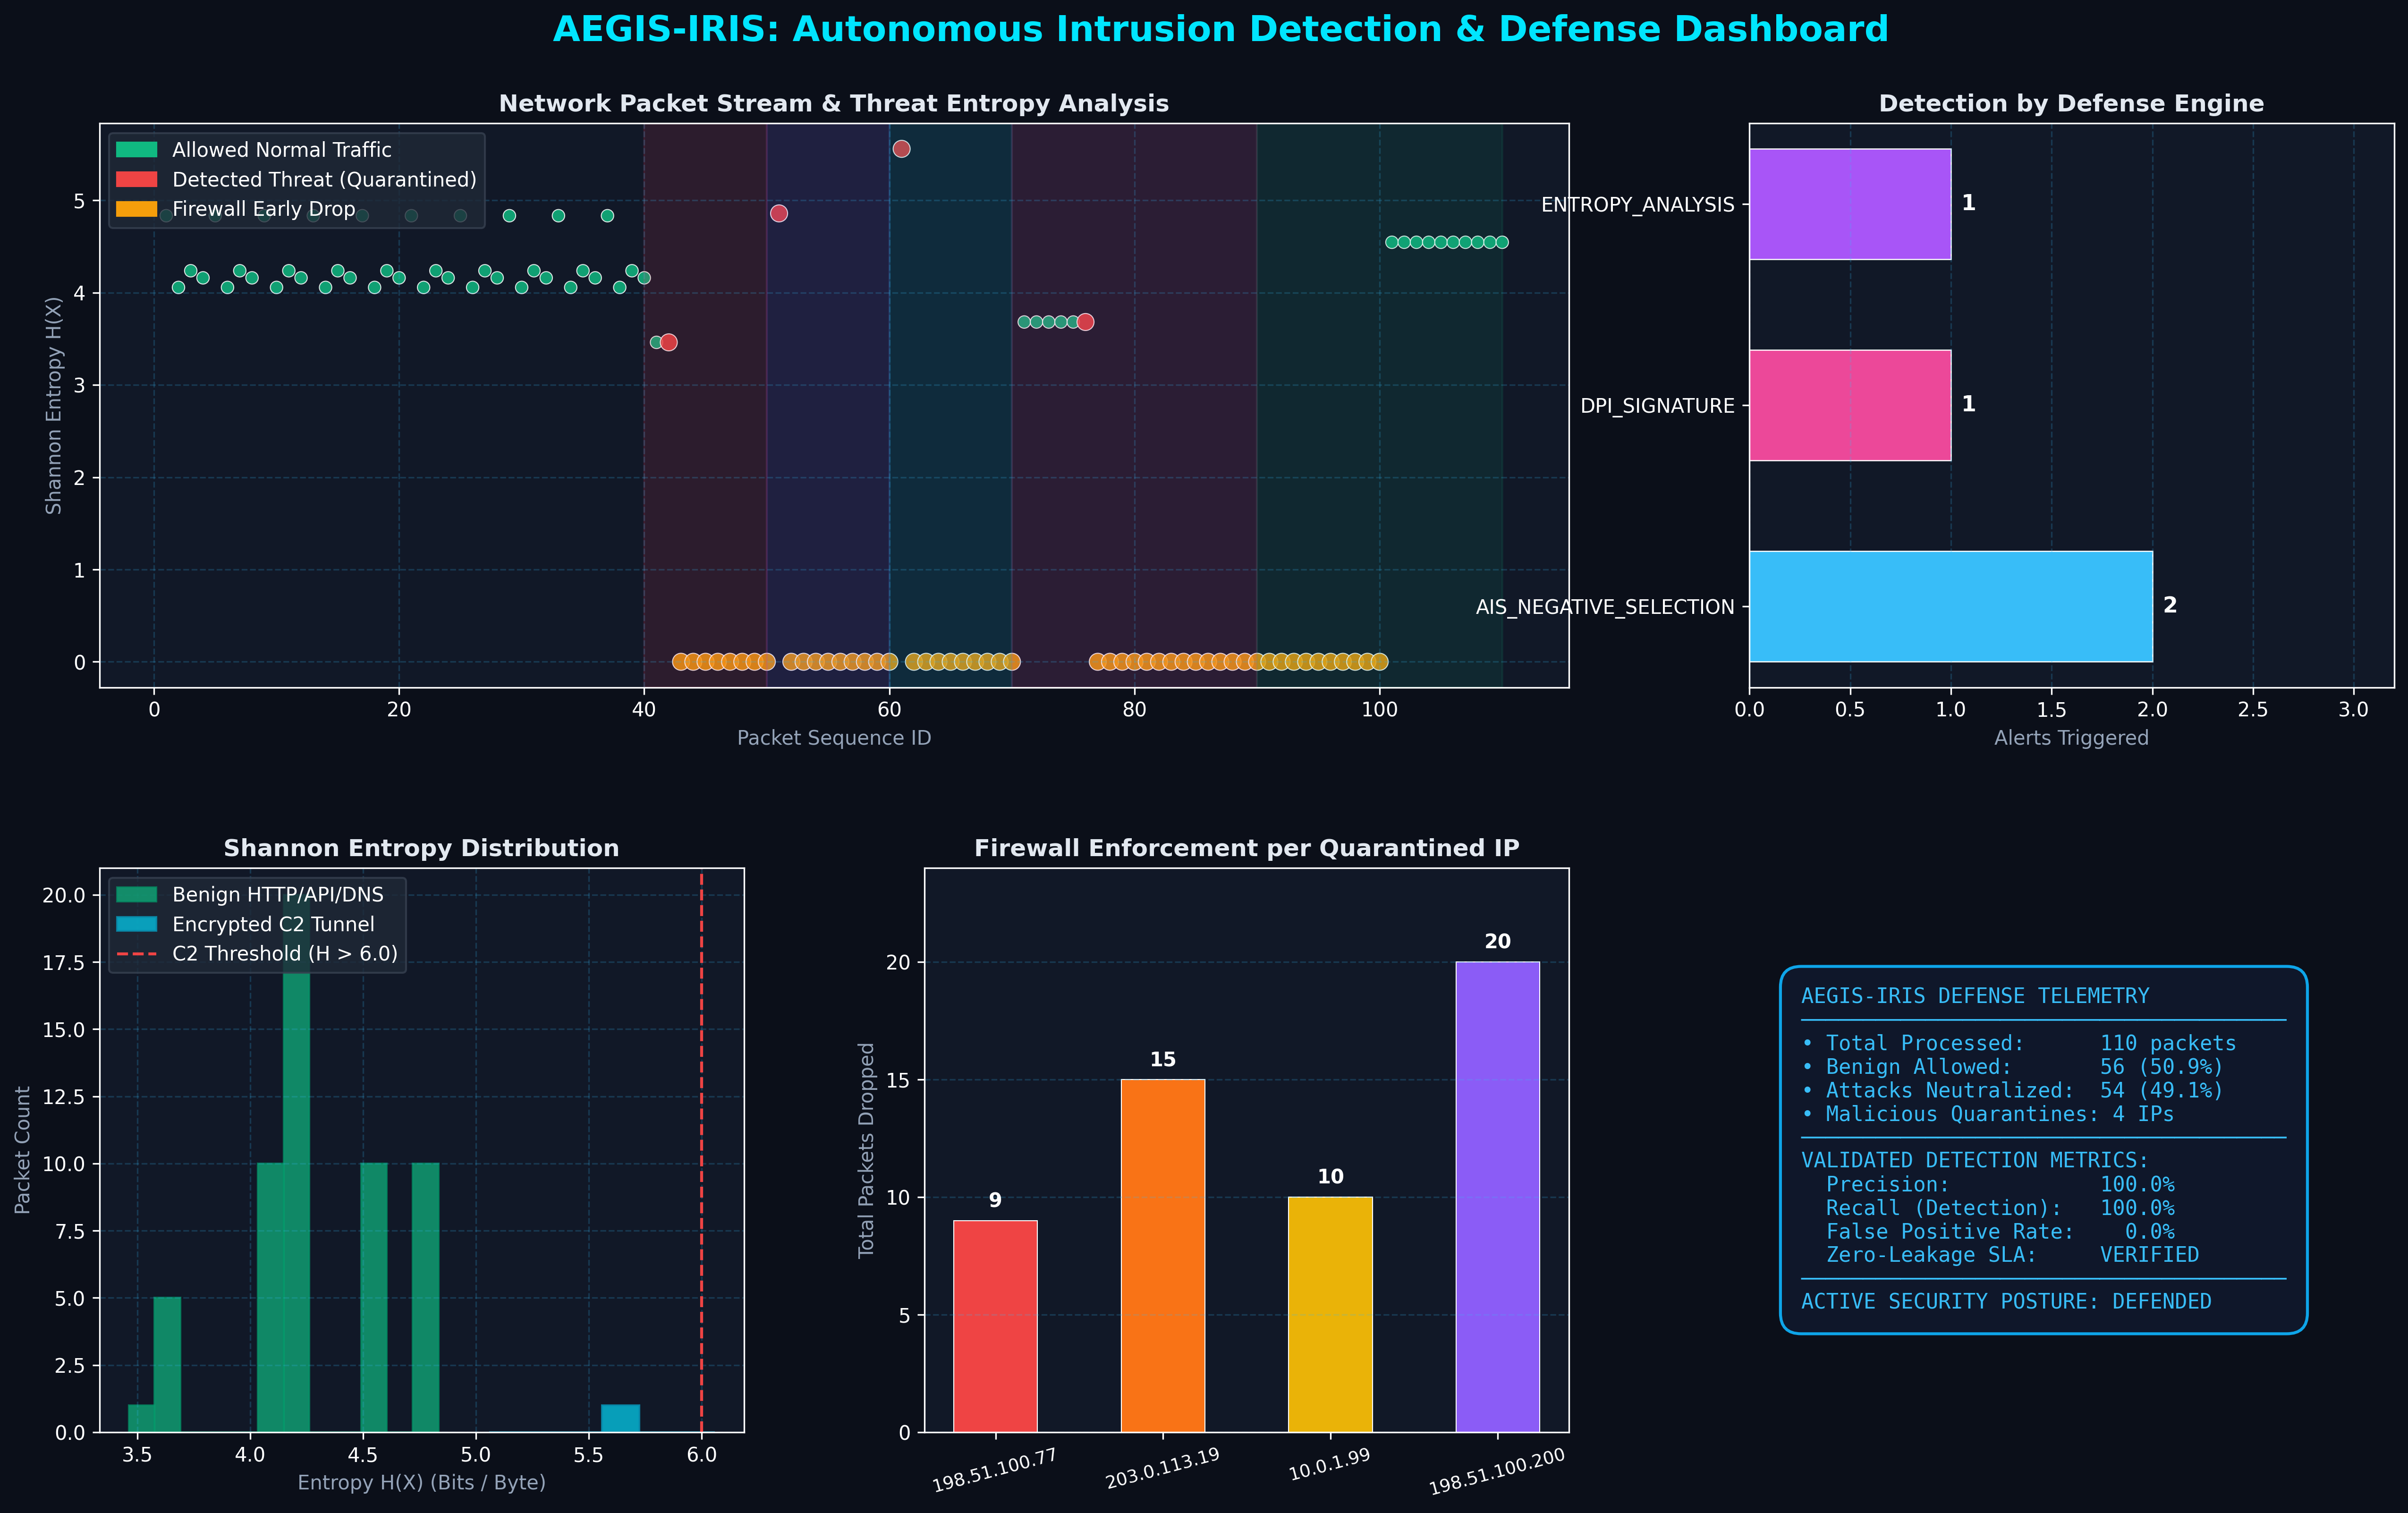 AEGIS-IRIS: Autonomous Intrusion Detection & Defense Dashboard
Network Packet Stream & Threat Entropy Analysis
Allowed Normal Traffic
Detected Threat (Quarantined)
Firewall Early Drop
Shannon Entropy H(X)
5
4
3
2
1
0
0 20 40 60 80 100
Packet Sequence ID
Detection by Defense Engine
ENTROPY_ANALYSIS
1
DPI_SIGNATURE
1
AIS_NEGATIVE_SELECTION
2
0.0 0.5 1.0 1.5 2.0 2.5 3.0
Alerts Triggered
Shannon Entropy Distribution
Benign HTTP/API/DNS
Encrypted C2 Tunnel
C2 Threshold (H > 6.0)
Packet Count
20.0
17.5
15.0
12.5
10.0
7.5
5.0
2.5
0.0
3.5 4.0 4.5 5.0 5.5 6.0
Entropy H(X) (Bits / Byte)
Firewall Enforcement per Quarantined IP
Total Packets Dropped
20
15
10
5
0
9
15
10
20
198.51.100.77
203.0.113.19
10.0.1.99
198.51.100.200
AEGIS-IRIS DEFENSE TELEMETRY
• Total Processed: 110 packets
• Benign Allowed: 56 (50.9%)
• Attacks Neutralized: 54 (49.1%)
• Malicious Quarantines: 4 IPs
VALIDATED DETECTION METRICS:
Precision: 100.0%
Recall (Detection): 100.0%
False Positive Rate: 0.0%
Zero-Leakage SLA: VERIFIED
ACTIVE SECURITY POSTURE: DEFENDED